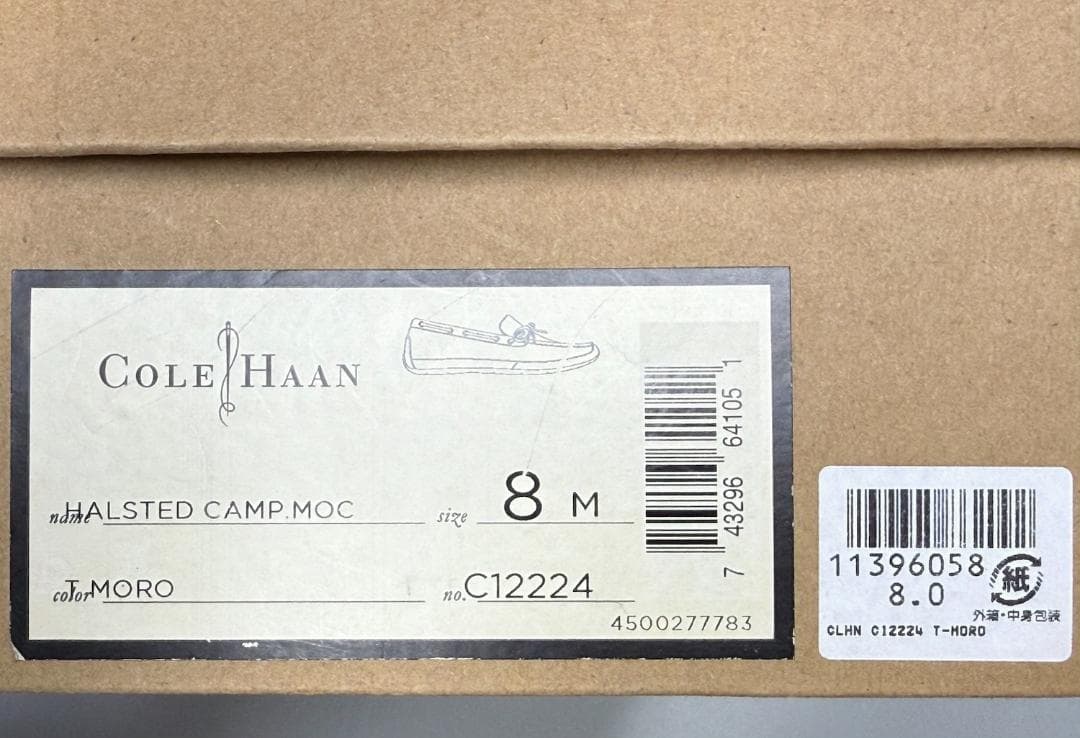 COLE HAAN
name HALSTED CAMP.MOC
size 8 M
color T.MORO
no. C12224
4500277783
7 43296 64105 1
11396058
8.0
紙
外箱・中身包装
CLHN C12224 T-MORO